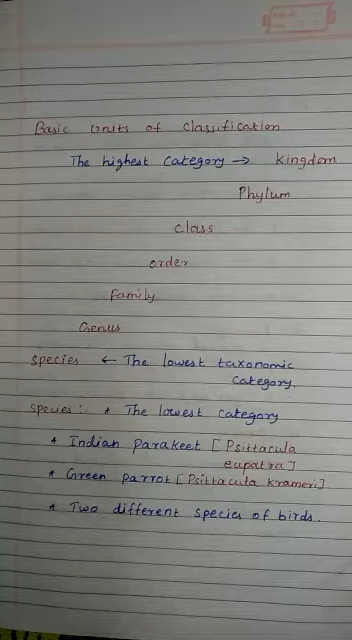 Basic units of classification
The highest category → Kingdom
Phylum
class
order
family
Genus
species ← The lowest taxonomic
category.
species:. * The lowest category
* Indian parakeet [Psittacula
eupatra]
* Green parrot [Psittacula krameri]
* Two different species of birds.